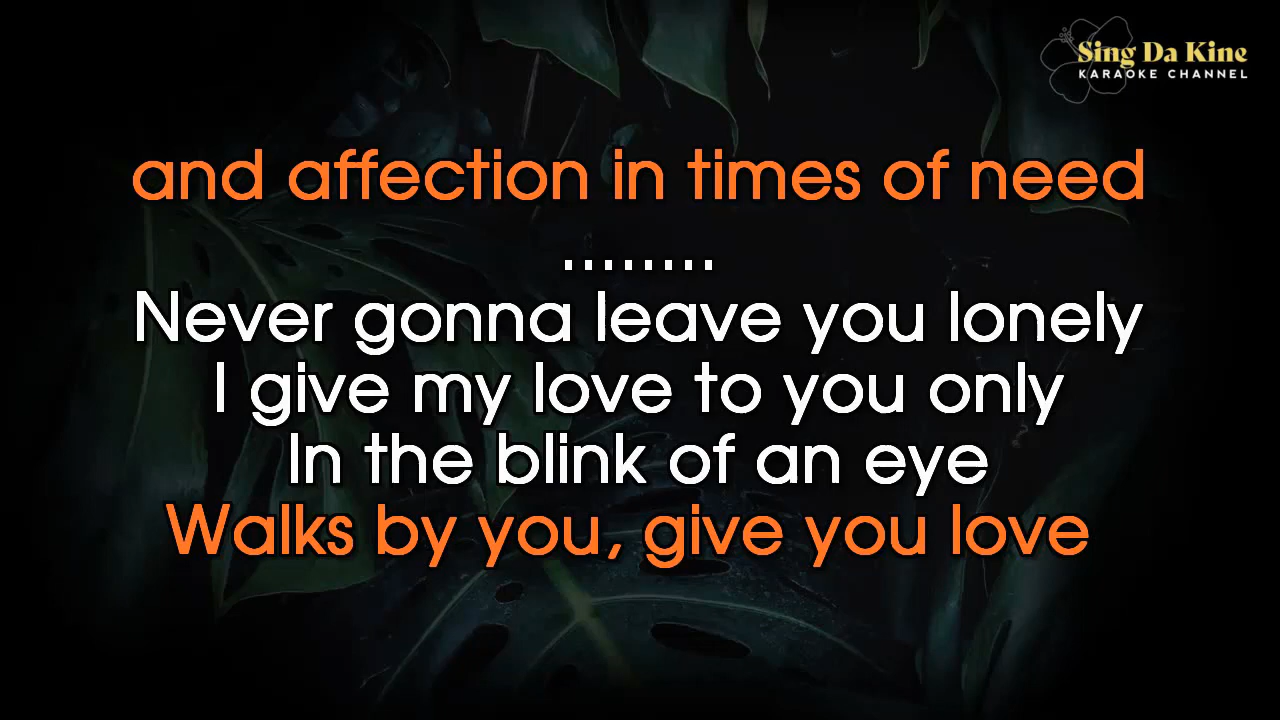 Sing Da Kine
KARAOKE CHANNEL
and affection in times of need
........
Never gonna leave you lonely
I give my love to you only
In the blink of an eye
Walks by you, give you love